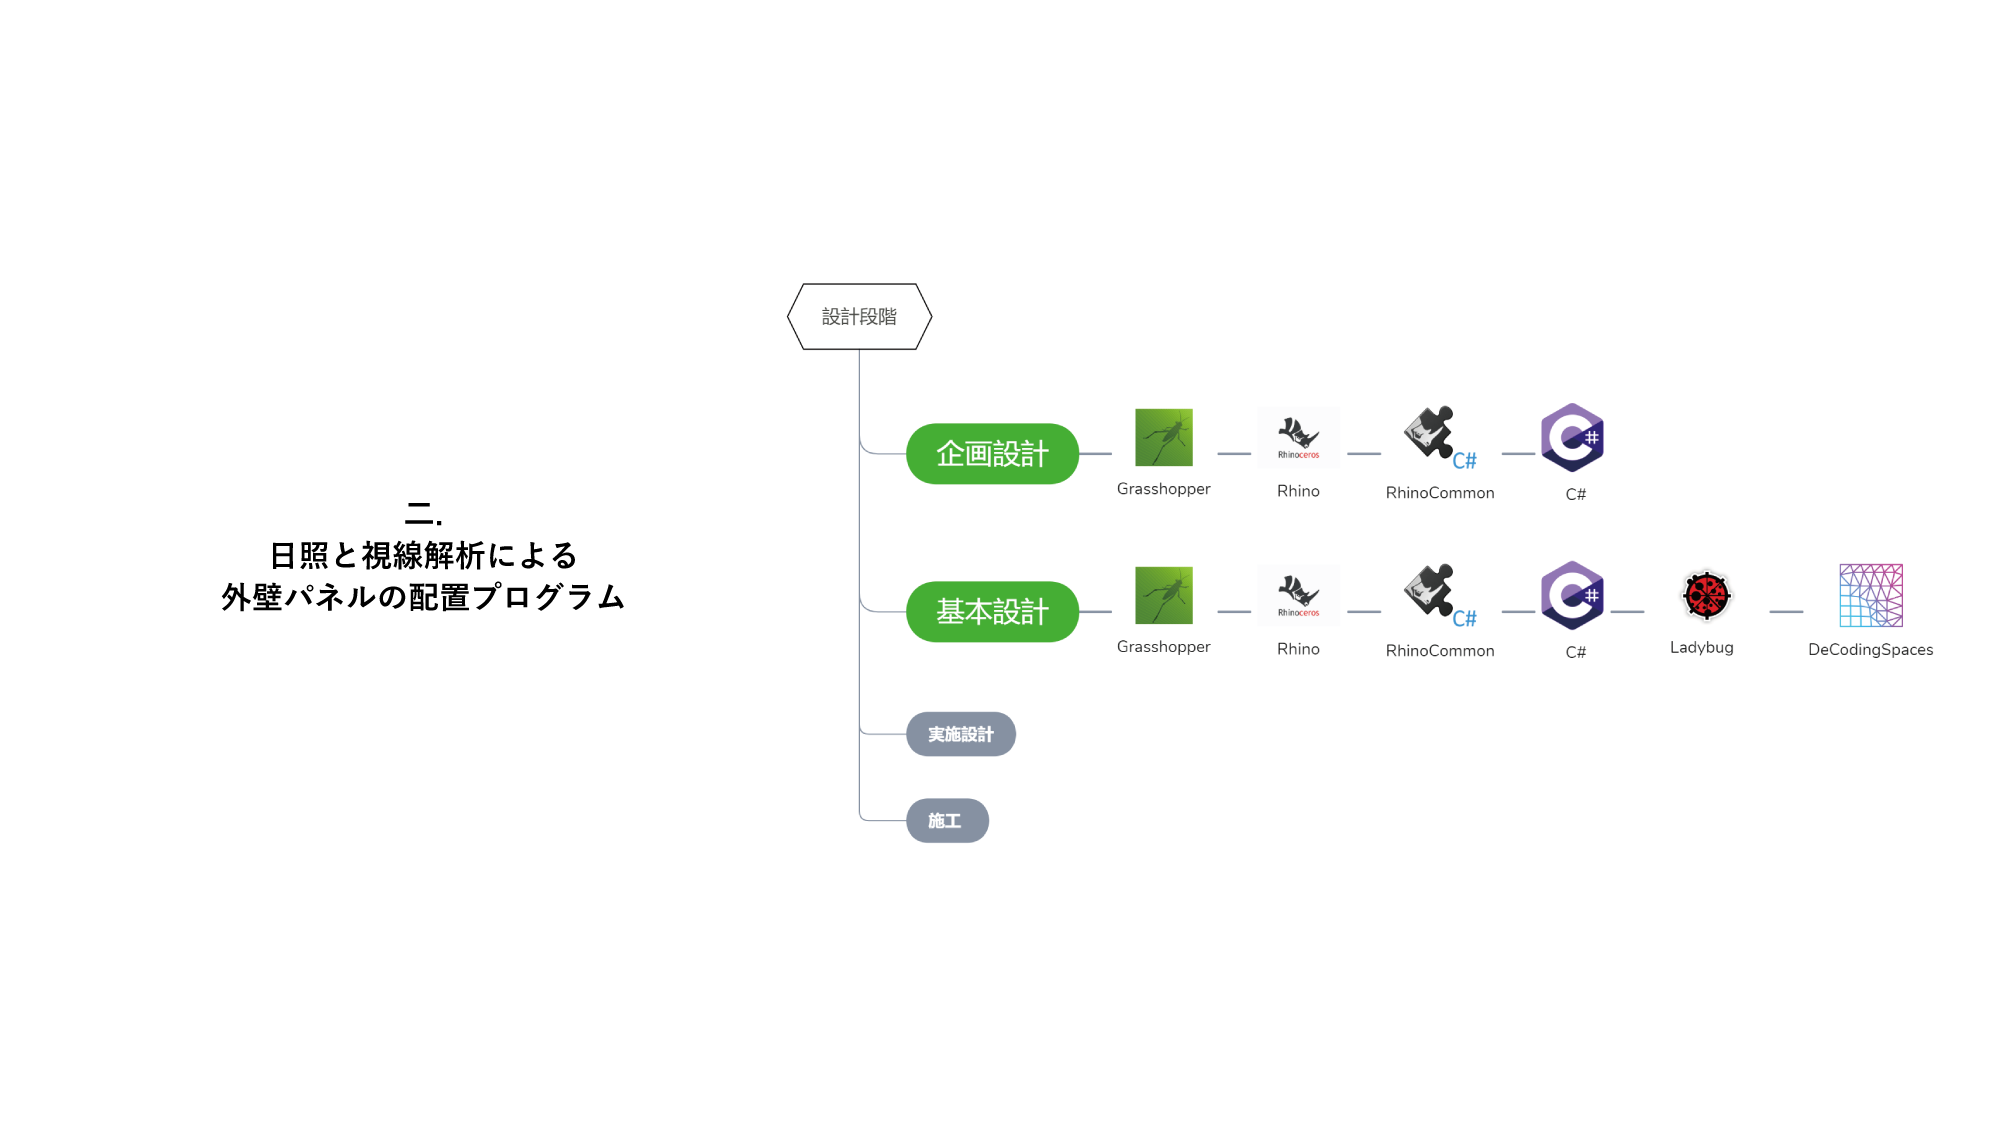 二.
日照と視線解析による
外壁パネルの配置プログラム
設計段階
企画設計
Rhinoceros
C#
#
Grasshopper
Rhino
RhinoCommon
C#
基本設計
Rhinoceros
C#
#
Grasshopper
Rhino
RhinoCommon
C#
Ladybug
DeCodingSpaces
実施設計
施工